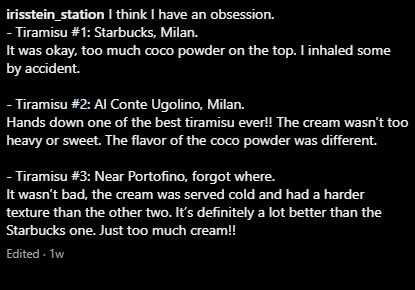 irisstein_station I think I have an obsession.
- Tiramisu #1: Starbucks, Milan.
It was okay, too much coco powder on the top. I inhaled some
by accident.
- Tiramisu #2: Al Conte Ugolino, Milan.
Hands down one of the best tiramisu ever!! The cream wasn't too
heavy or sweet. The flavor of the coco powder was different.
- Tiramisu #3: Near Portofino, forgot where.
It wasn't bad, the cream was served cold and had a harder
texture than the other two. It's definitely a lot better than the
Starbucks one. Just too much cream!!
Edited · 1w